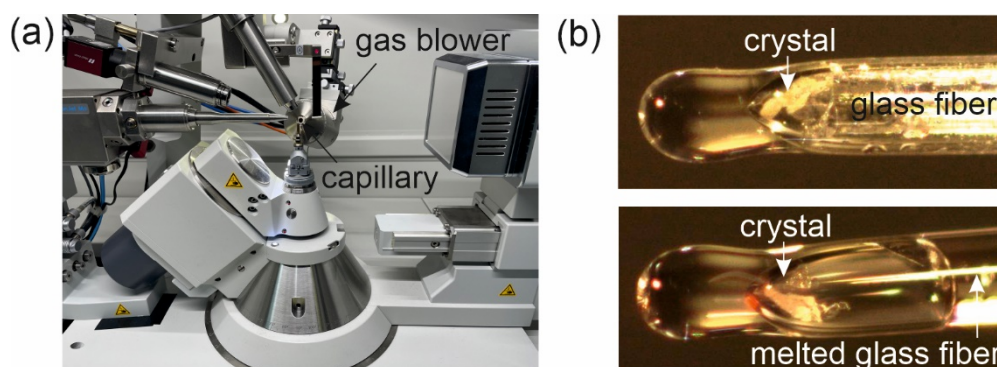 (a)
gas blower
capillary
(b)
crystal
glass fiber
crystal
melted glass fiber